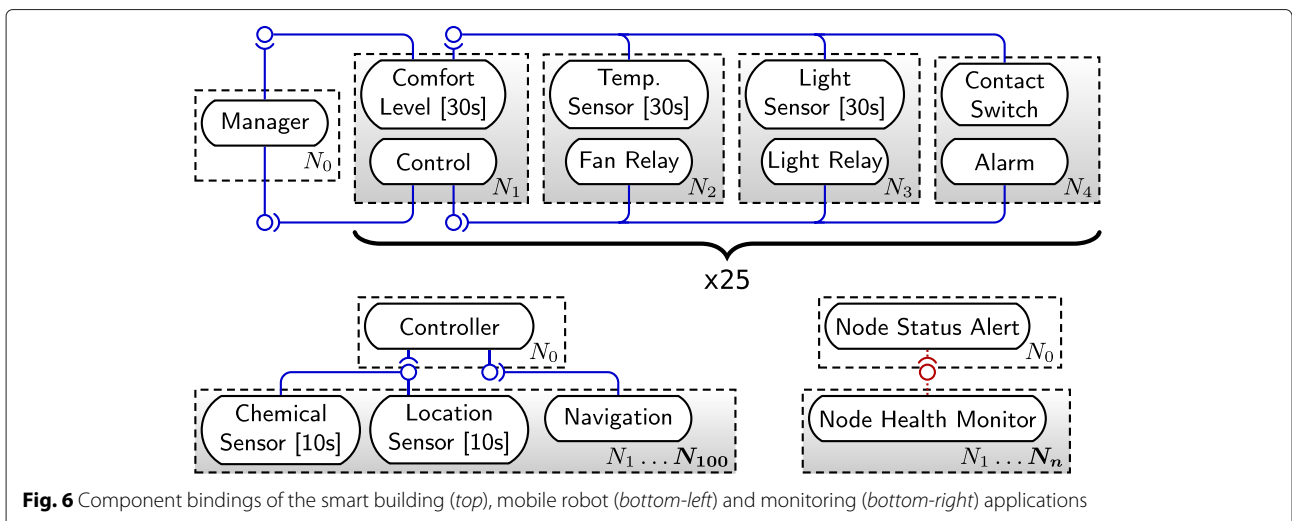 Manager
N0
Comfort
Level [30s]
Control
N1
Temp.
Sensor [30s]
Fan Relay
N2
Light
Sensor [30s]
Light Relay
N3
Contact
Switch
Alarm
N4
x25
Controller
N0
Chemical
Sensor [10s]
Location
Sensor [10s]
Navigation
N1 ... N100
Node Status Alert
N0
Node Health Monitor
N1 ... Nn
Fig. 6 Component bindings of the smart building (top), mobile robot (bottom-left) and monitoring (bottom-right) applications